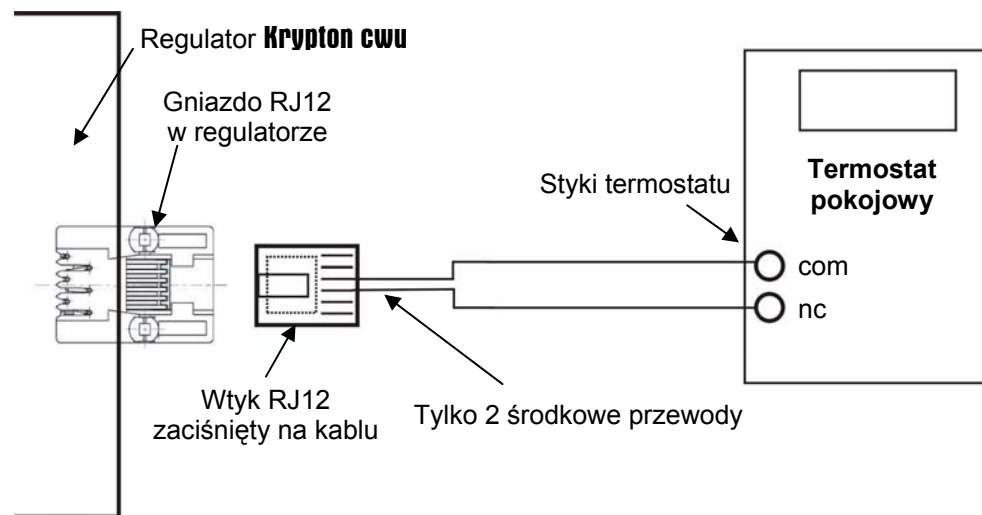 Regulator Krypton cwu
Gniazdo RJ12
w regulatorze
Termostat
pokojowy
Styki termostatu
com
nc
Wtyk RJ12
zaciśnięty na kablu
Tylko 2 środkowe przewody